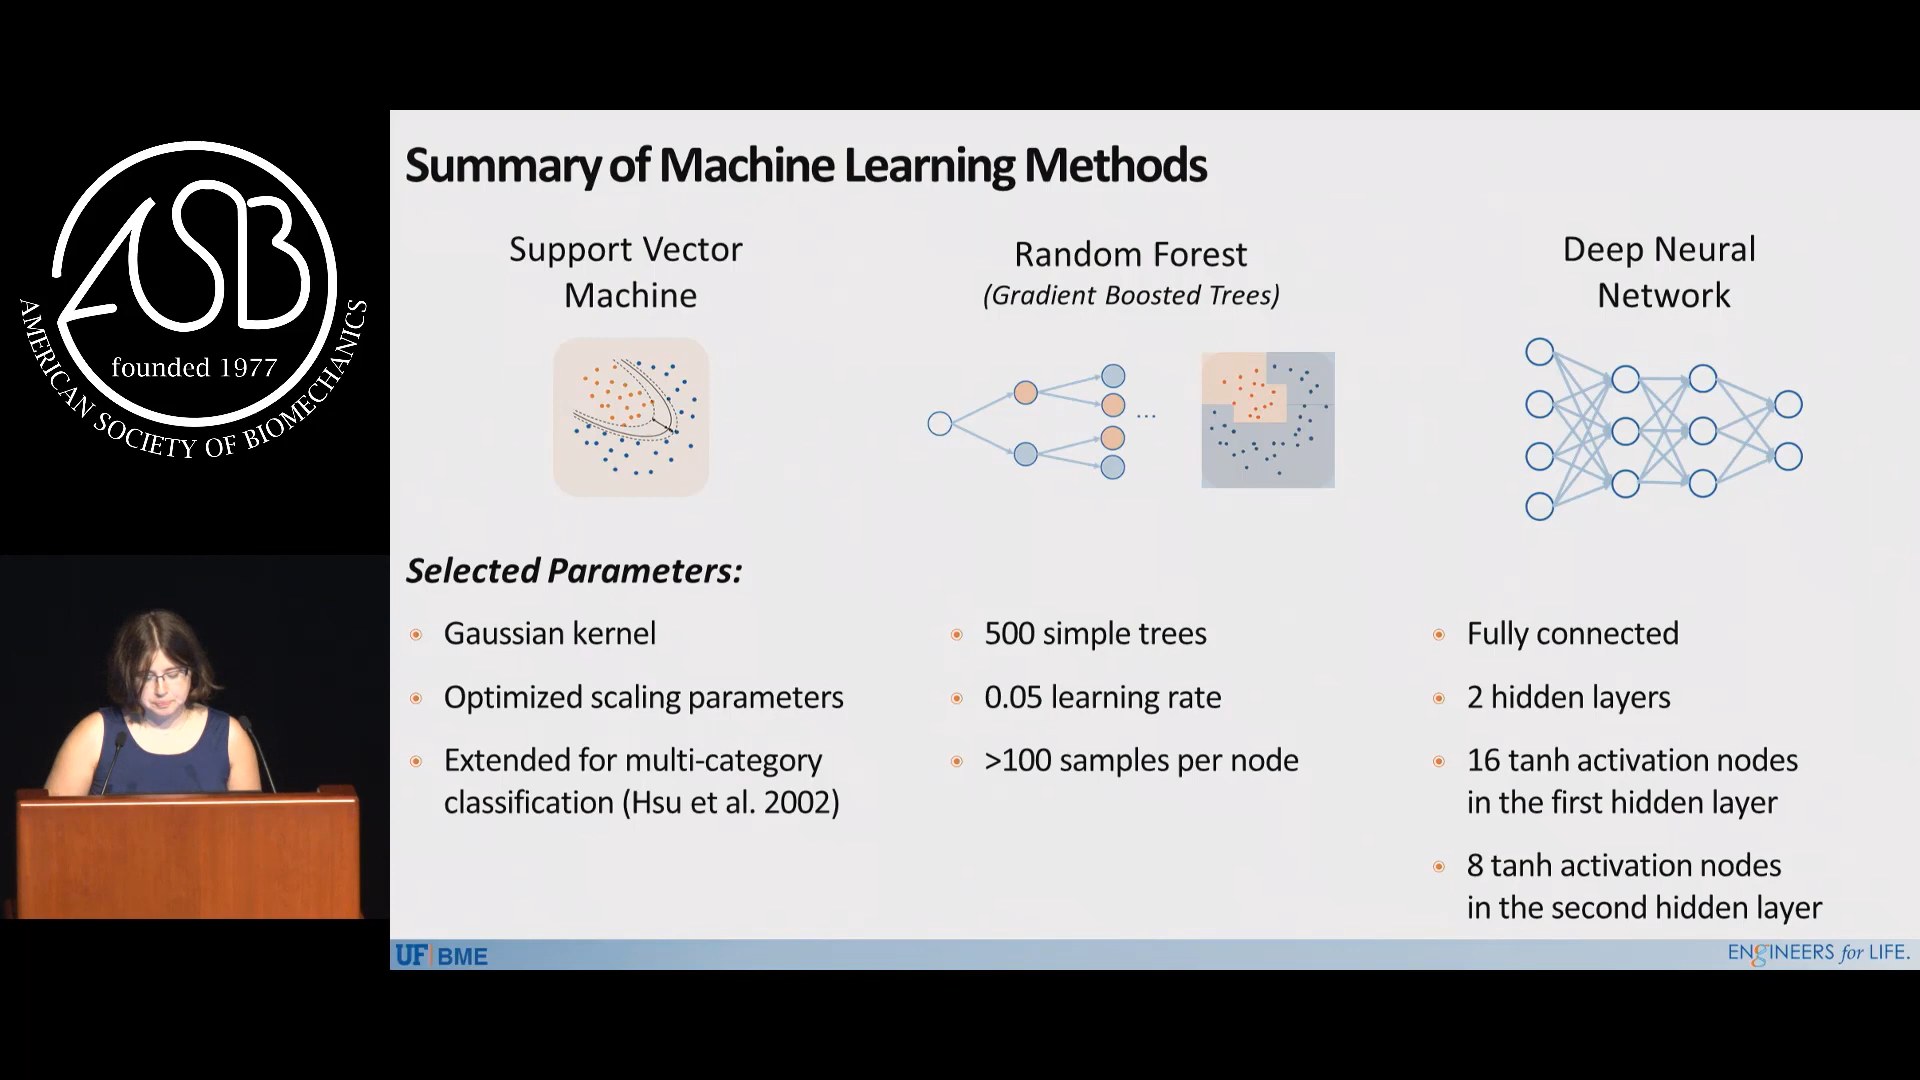 founded 1977
AMERICAN SOCIETY OF BIOMECHANICS
Summary of Machine Learning Methods
Support Vector
Machine
Random Forest
(Gradient Boosted Trees)
Deep Neural
Network
...
Selected Parameters:
Gaussian kernel
Optimized scaling parameters
Extended for multi-category
classification (Hsu et al. 2002)
500 simple trees
0.05 learning rate
>100 samples per node
Fully connected
2 hidden layers
16 tanh activation nodes
in the first hidden layer
8 tanh activation nodes
in the second hidden layer
UF BME
ENGINEERS for LIFE.
ASB